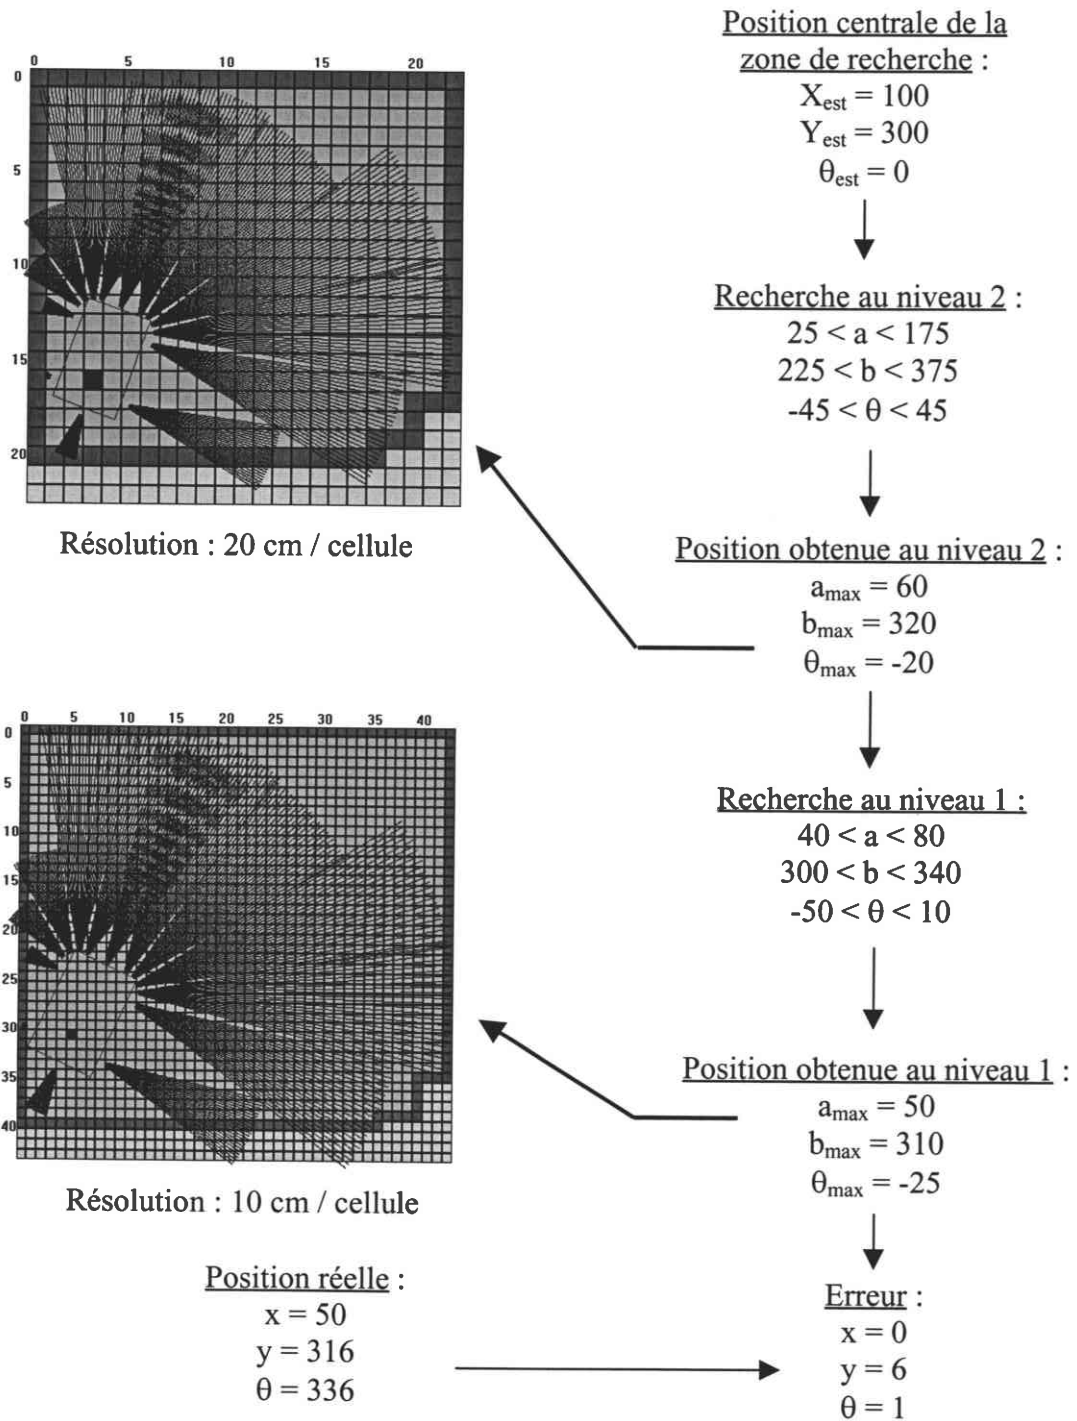 Position centrale de la
zone de recherche :
Xest = 100
Yest = 300
θest = 0
0 5 10 15 20
0
5
10
15
20
Résolution : 20 cm / cellule
Recherche au niveau 2 :
25 < a < 175
225 < b < 375
-45 < θ < 45
Position obtenue au niveau 2 :
amax = 60
bmax = 320
θmax = -20
0 5 10 15 20 25 30 35 40
0
5
10
15
20
25
30
35
40
Résolution : 10 cm / cellule
Recherche au niveau 1 :
40 < a < 80
300 < b < 340
-50 < θ < 10
Position obtenue au niveau 1 :
amax = 50
bmax = 310
θmax = -25
Position réelle :
x = 50
y = 316
θ = 336
Erreur :
x = 0
y = 6
θ = 1